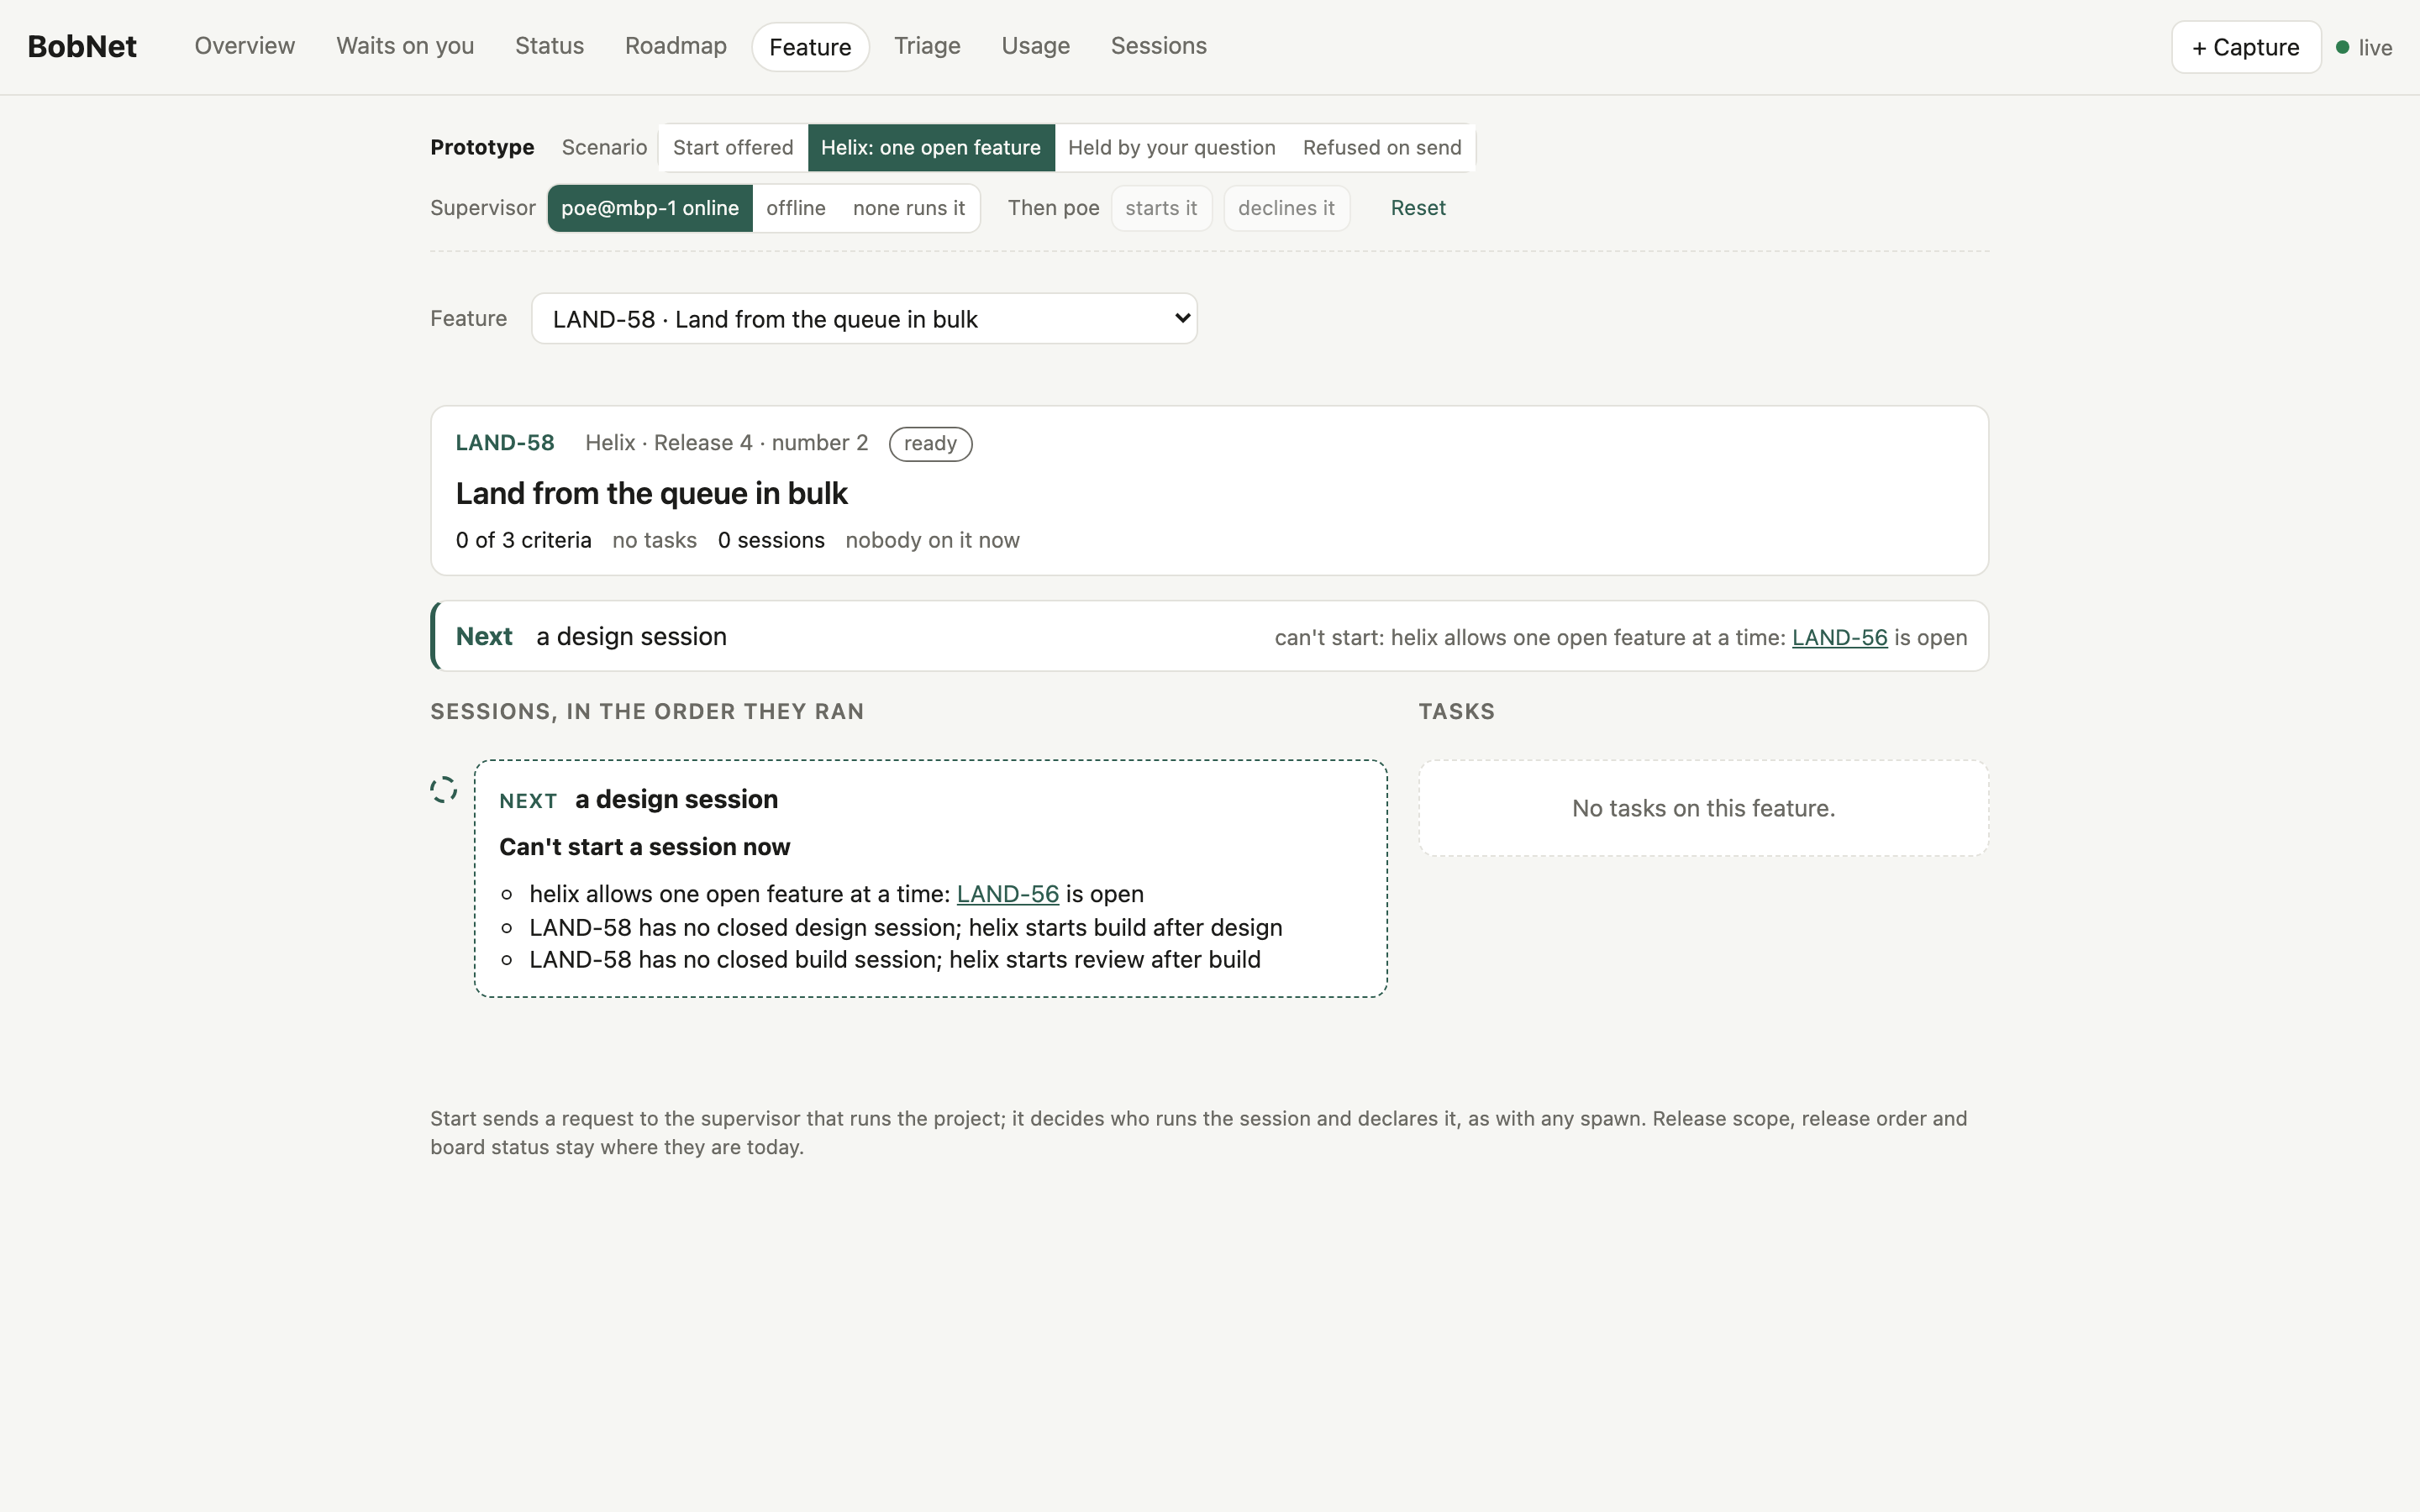 BobNet Overview Waits on you Status Roadmap Feature Triage Usage Sessions + Capture live
Prototype Scenario Start offered Helix: one open feature Held by your question Refused on send
Supervisor poe@mbp-1 online offline none runs it Then poe starts it declines it Reset
Feature LAND-58 · Land from the queue in bulk
LAND-58 Helix · Release 4 · number 2 ready
Land from the queue in bulk
0 of 3 criteria no tasks 0 sessions nobody on it now
Next a design session can't start: helix allows one open feature at a time: LAND-56 is open
SESSIONS, IN THE ORDER THEY RAN
NEXT a design session
Can't start a session now
helix allows one open feature at a time: LAND-56 is open
LAND-58 has no closed design session; helix starts build after design
LAND-58 has no closed build session; helix starts review after build
TASKS
No tasks on this feature.
Start sends a request to the supervisor that runs the project; it decides who runs the session and declares it, as with any spawn. Release scope, release order and
board status stay where they are today.